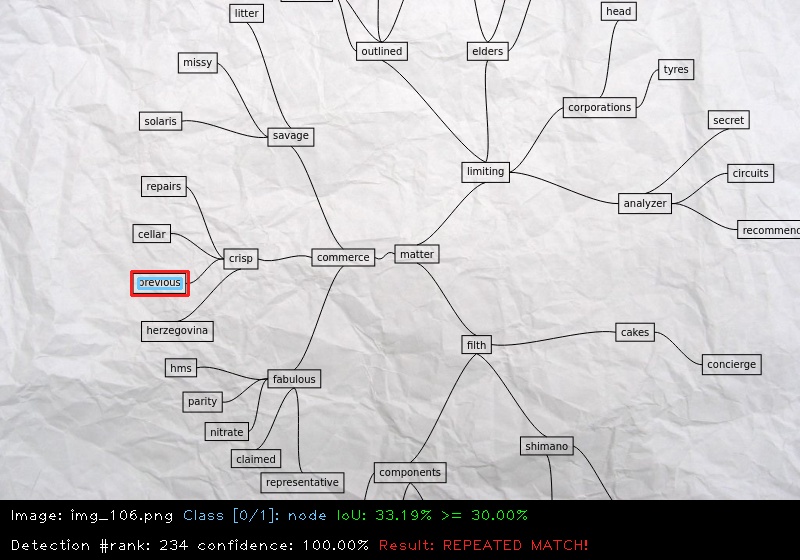 litter
outlined
elders
head
missy
tyres
corporations
solaris
savage
secret
limiting
circuits
repairs
analyzer
cellar
recommend
crisp
commerce
matter
previous
herzegovina
cakes
filth
concierge
hms
fabulous
parity
nitrate
shimano
claimed
components
representative
Image: img_106.png Class [0/1]: node IoU: 33.19% >= 30.00%
Detection #rank: 234 confidence: 100.00% Result: REPEATED MATCH!